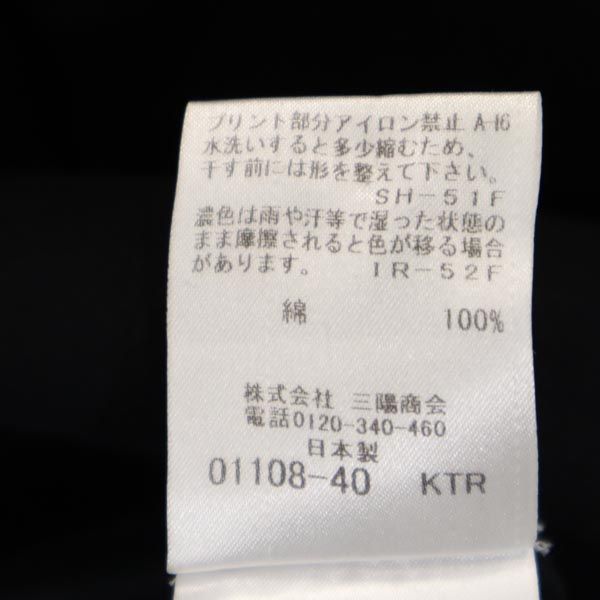 プリント部分アイロン禁止 A-16
水洗いすると多少縮むため、
干す前には形を整えて下さい。
SH-51F
濃色は雨や汗等で湿った状態の
まま摩擦されると色が移る場合
があります。 IR-52F
綿 100%
株式会社 三陽商会
電話0120-340-460
日本製
01108-40 KTR